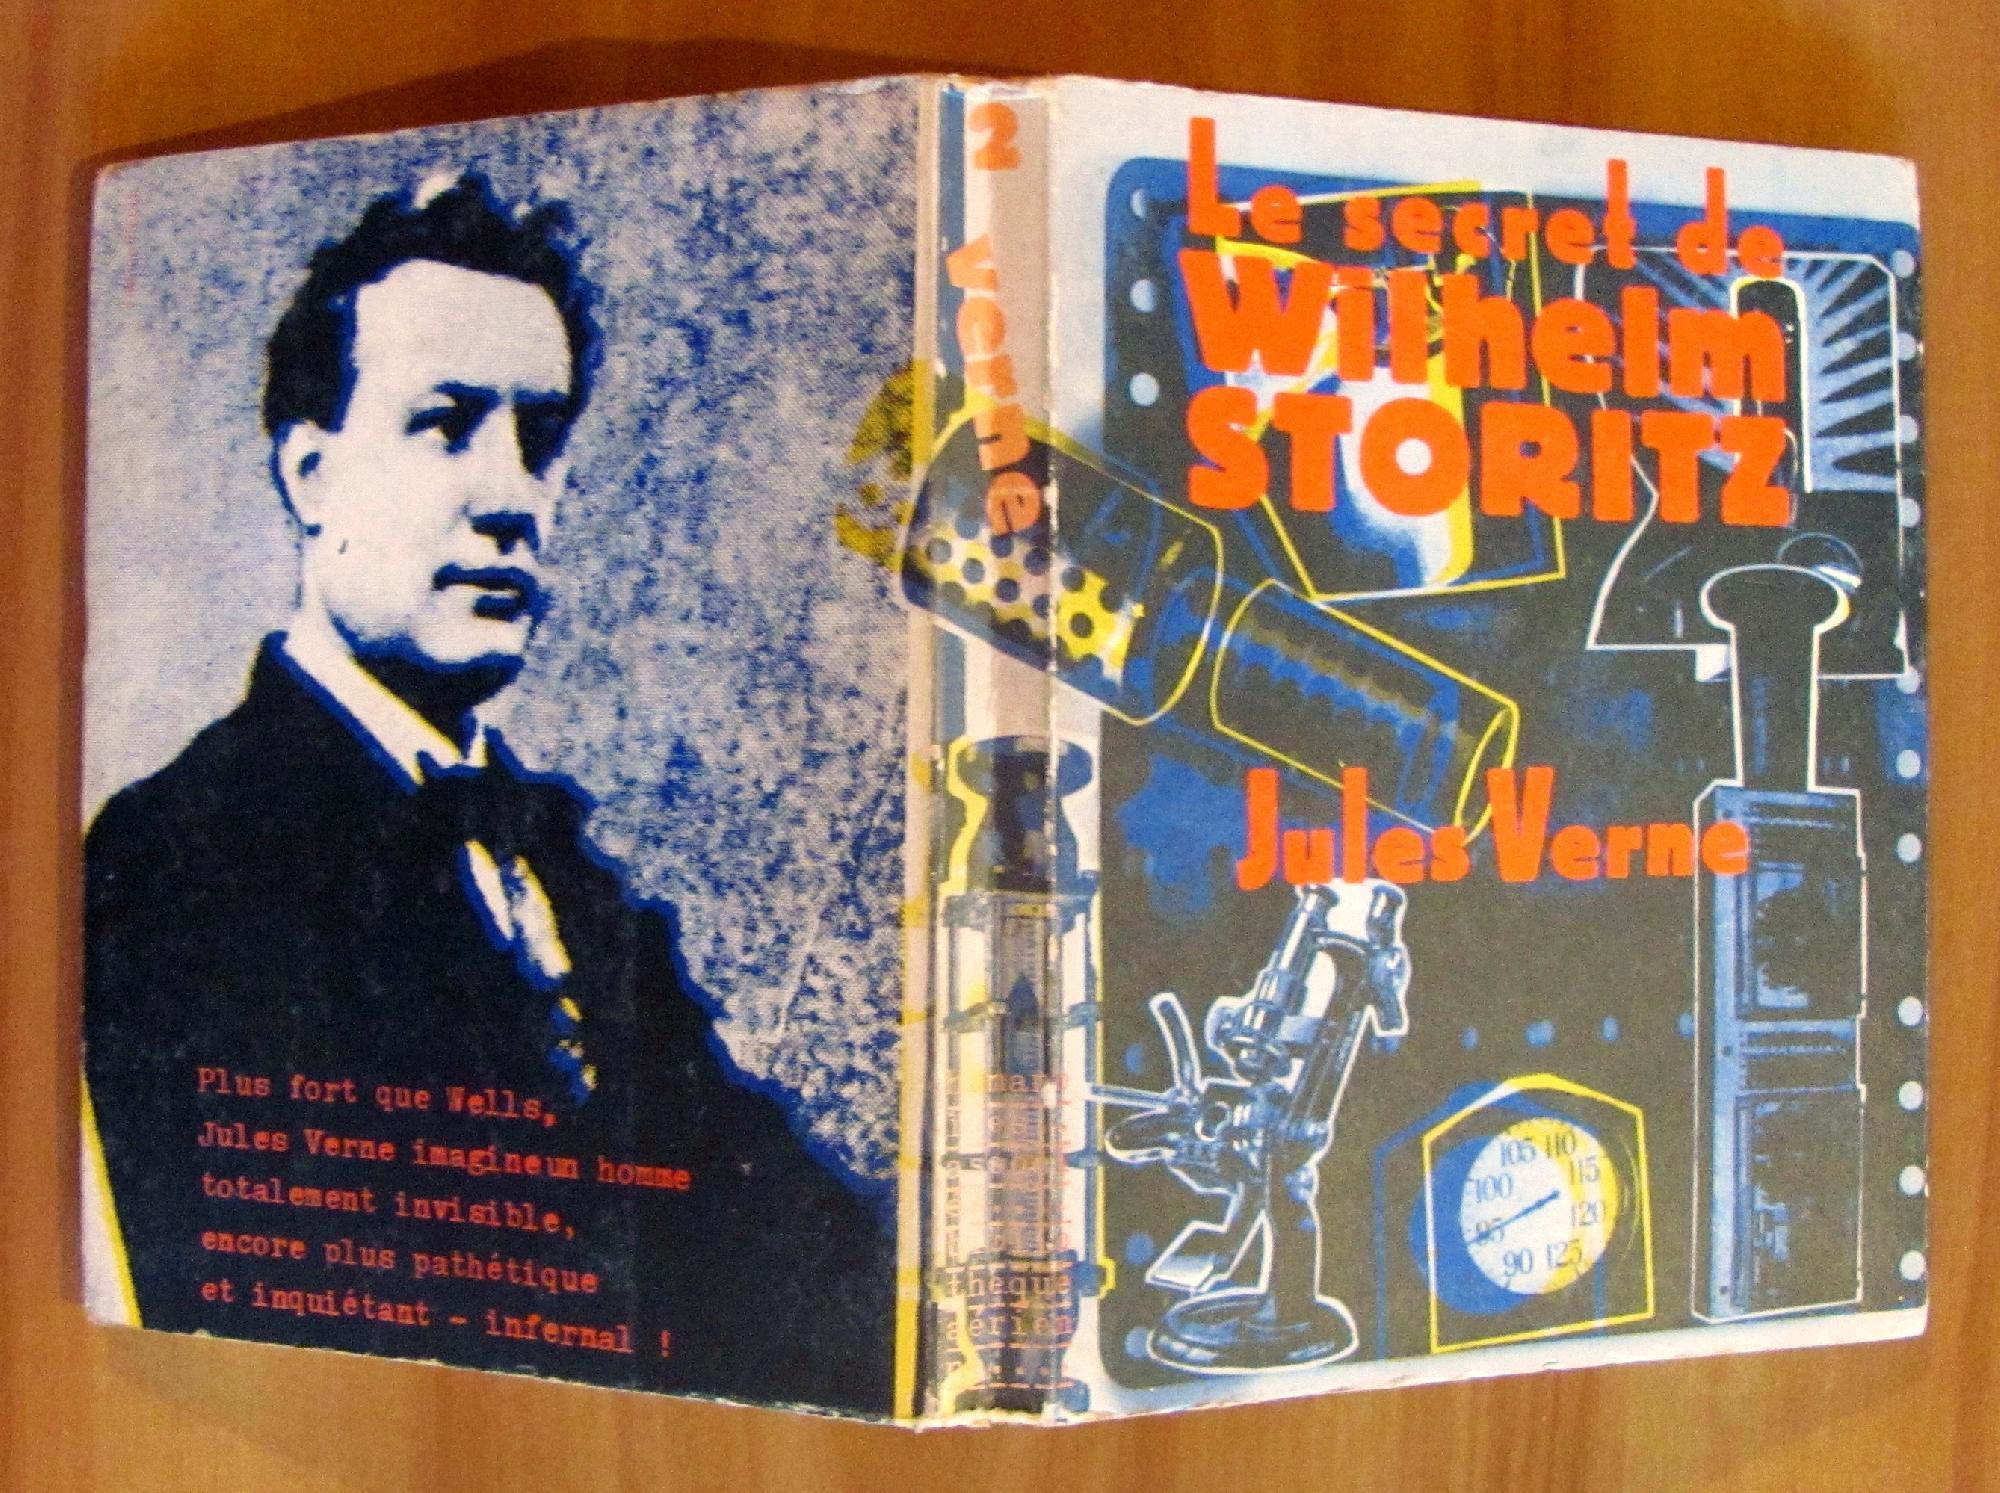 Plus fort que Wells,
Jules Verne imagineun homme
totalement invisible,
encore plus pathétique
et inquiétant - infernal !
2 verne
thèque
Le secret de
Wilhelm
STORITZ
Jules Verne
105 110
100 115
95 120
90 125